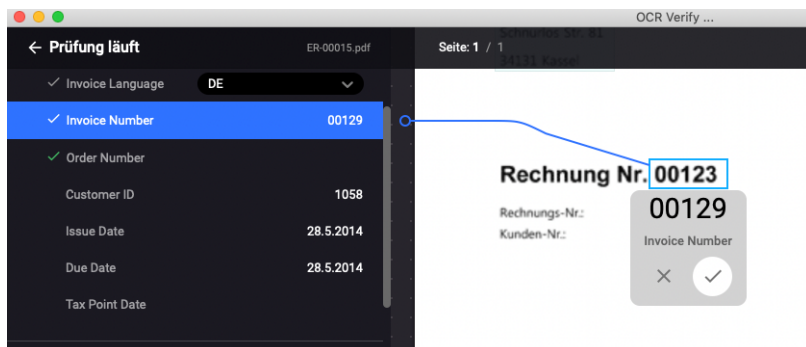 OCR Verify ...
← Prüfung läuft
ER-00015.pdf
Seite: 1 / 1
Schnurlos Str. 81
34131 Kassel
Invoice Language DE
Invoice Number 00129
Order Number
Customer ID 1058
Issue Date 28.5.2014
Due Date 28.5.2014
Tax Point Date
Rechnung Nr. 00123
Rechnungs-Nr.:
Kunden-Nr.:
00129
Invoice Number